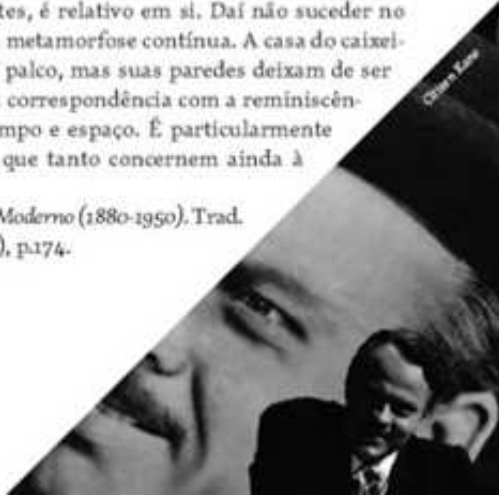 tes, é relativo em si. Daí não suceder no
metamorfose contínua. A casa do caixei-
palco, mas suas paredes deixam de ser
correspondência com a reminiscên-
mpo e espaço. É particularmente
que tanto concernem ainda à
Moderno (1880-1950). Trad.
), p.174.
Citizen Kane